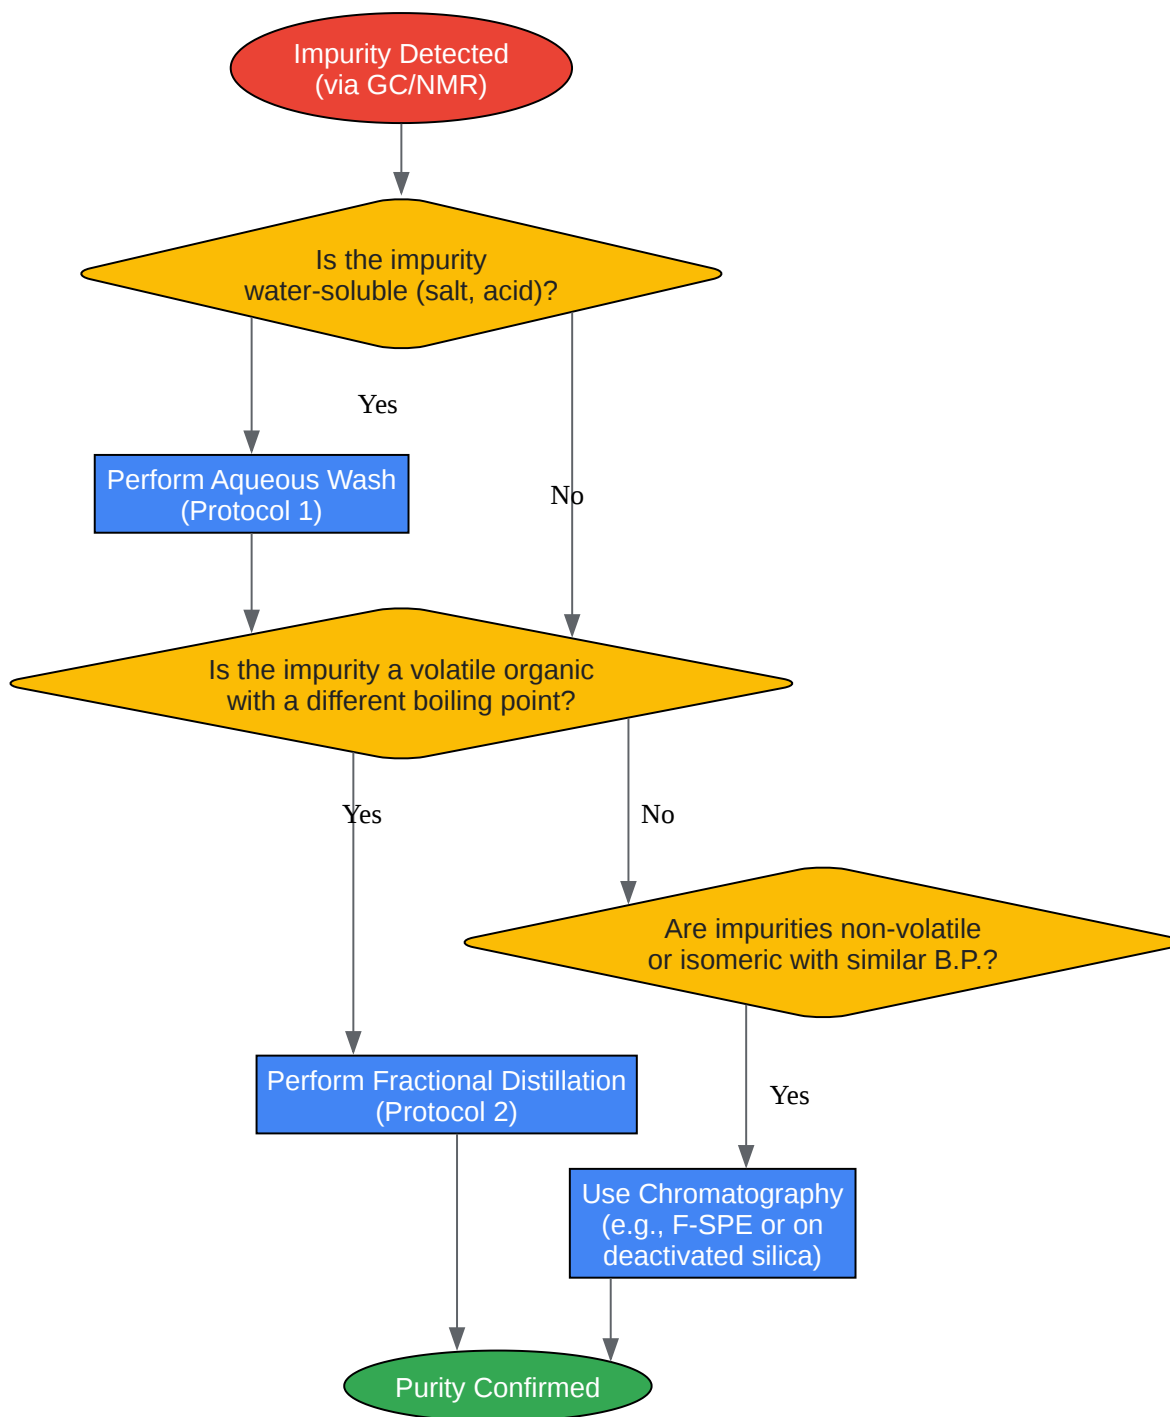 Impurity Detected
(via GC/NMR)
Is the impurity
water-soluble (salt, acid)?
Yes
Perform Aqueous Wash
(Protocol 1)
No
Is the impurity a volatile organic
with a different boiling point?
Yes
No
Are impurities non-volatile
or isomeric with similar B.P.?
Perform Fractional Distillation
(Protocol 2)
Yes
Use Chromatography
(e.g., F-SPE or on
deactivated silica)
Purity Confirmed